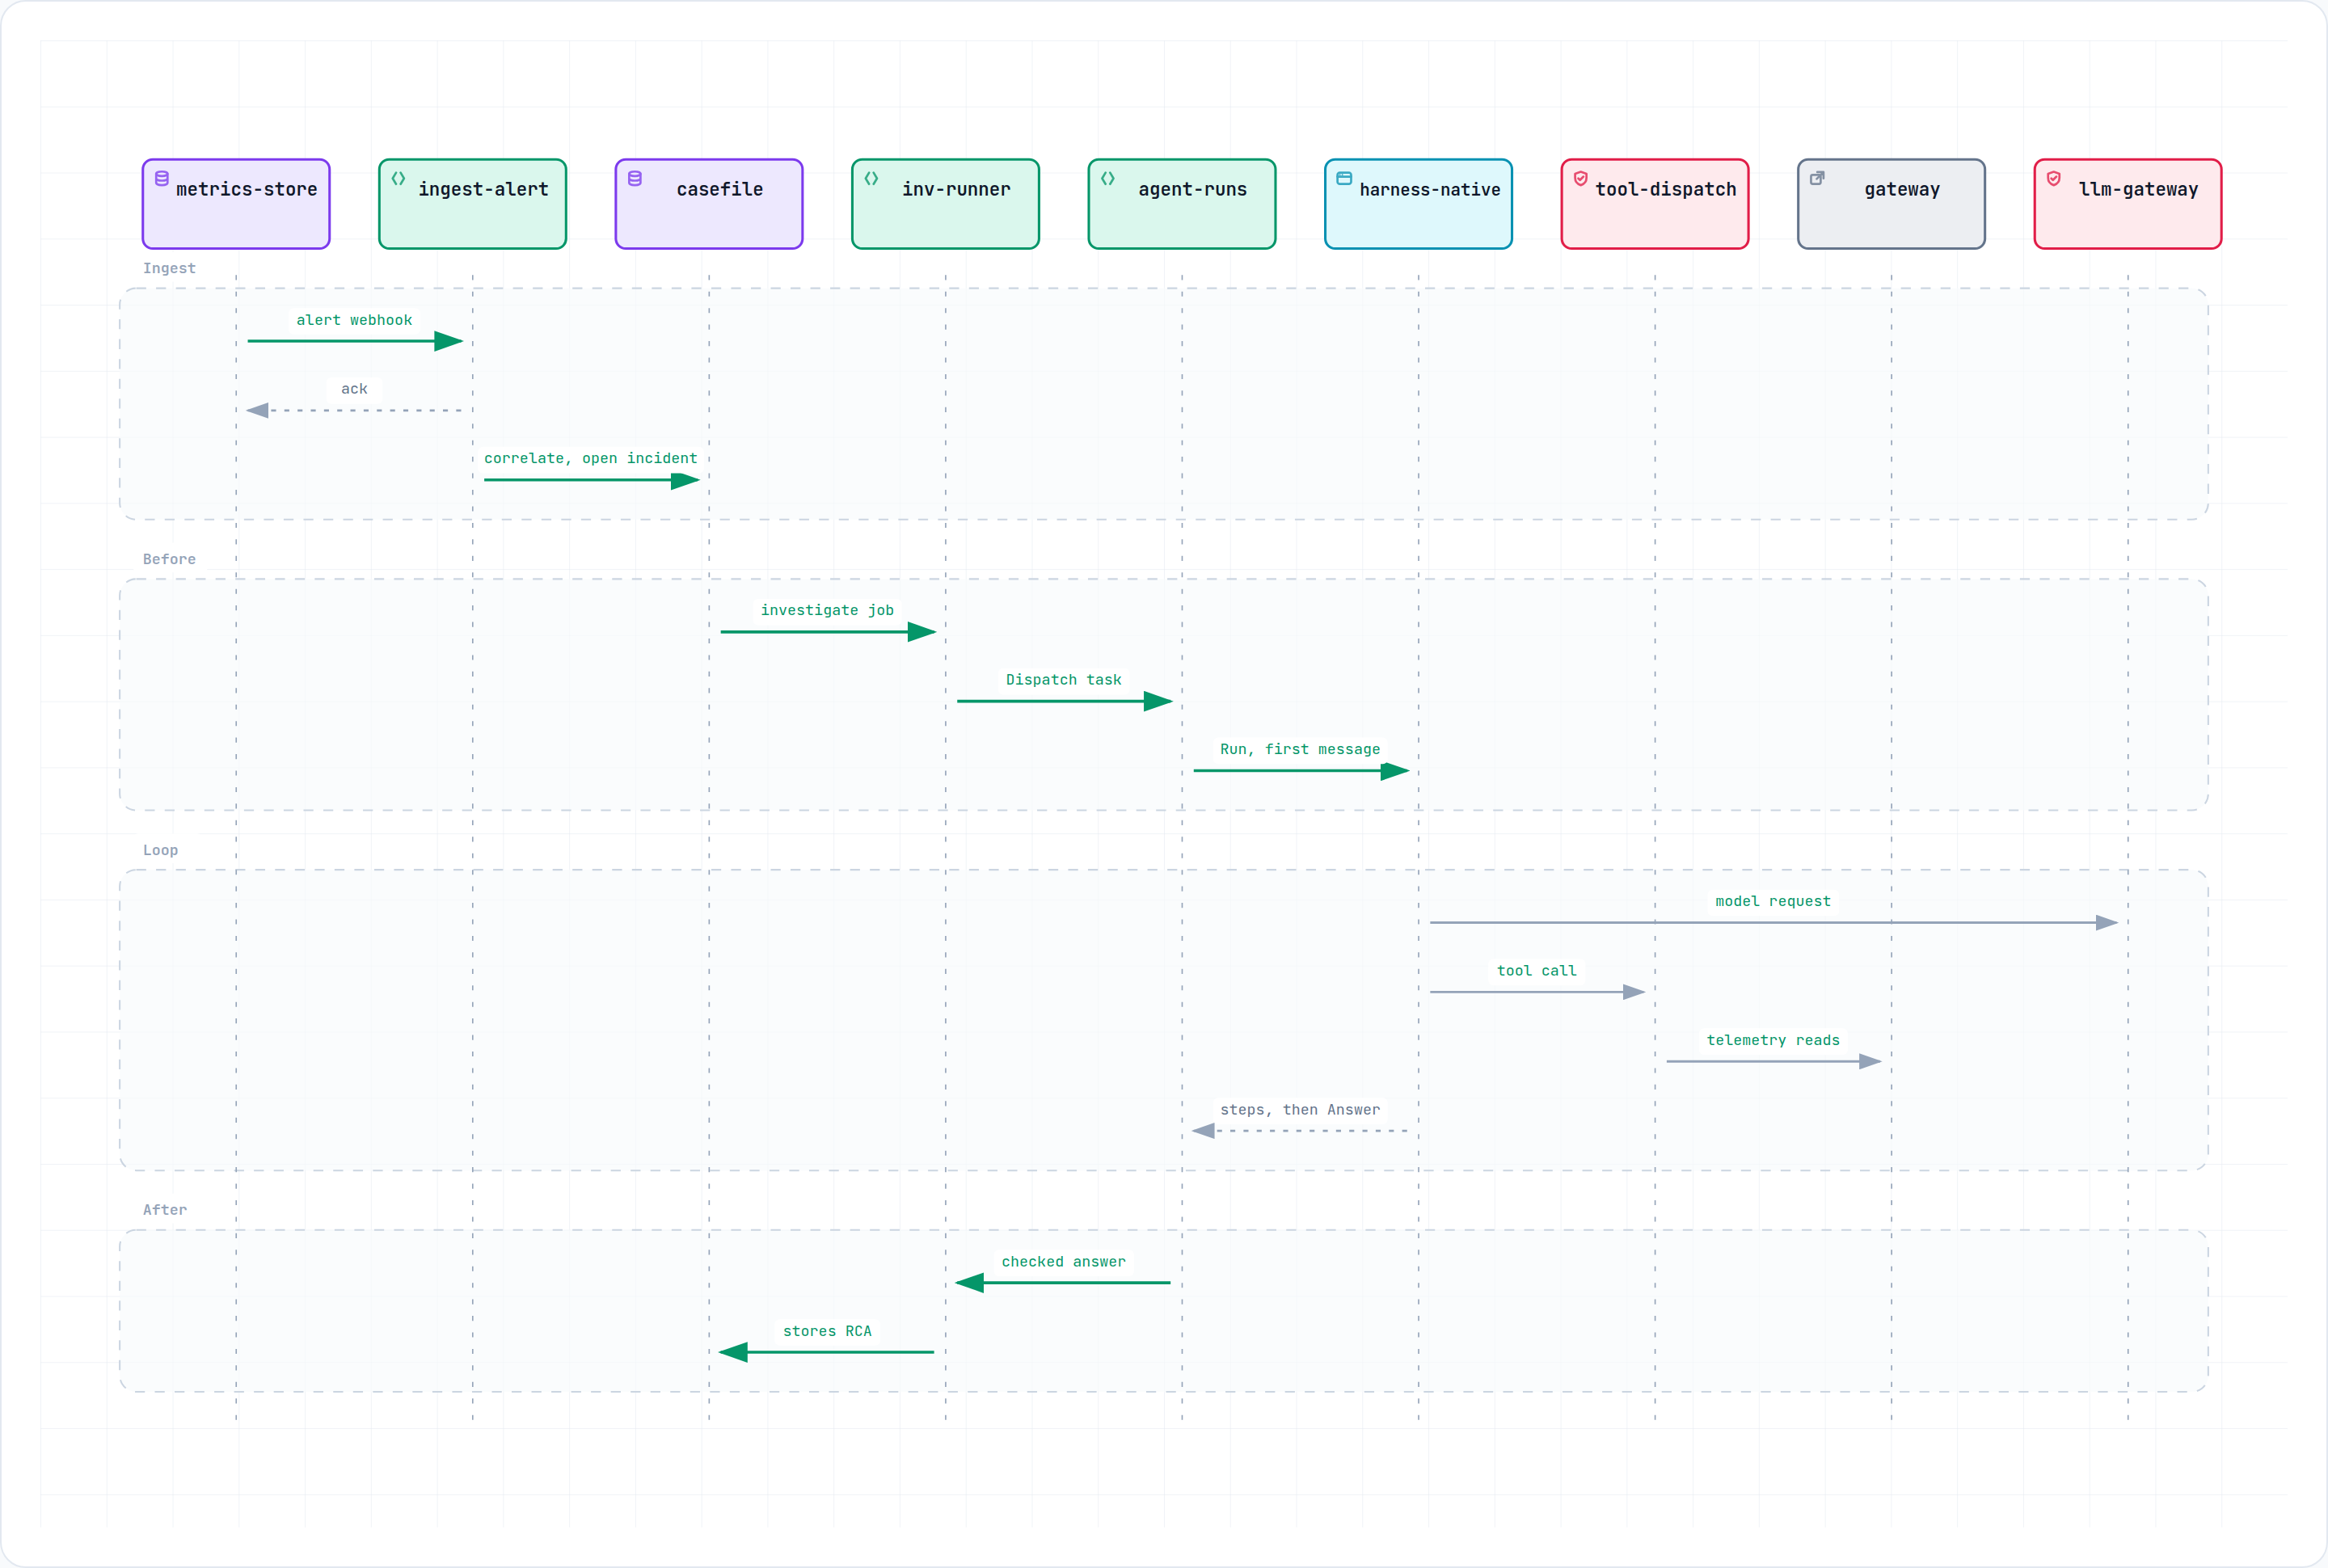 metrics-store
ingest-alert
casefile
inv-runner
agent-runs
harness-native
tool-dispatch
gateway
llm-gateway
Ingest
alert webhook
ack
correlate, open incident
Before
investigate job
Dispatch task
Run, first message
Loop
model request
tool call
telemetry reads
steps, then Answer
After
checked answer
stores RCA